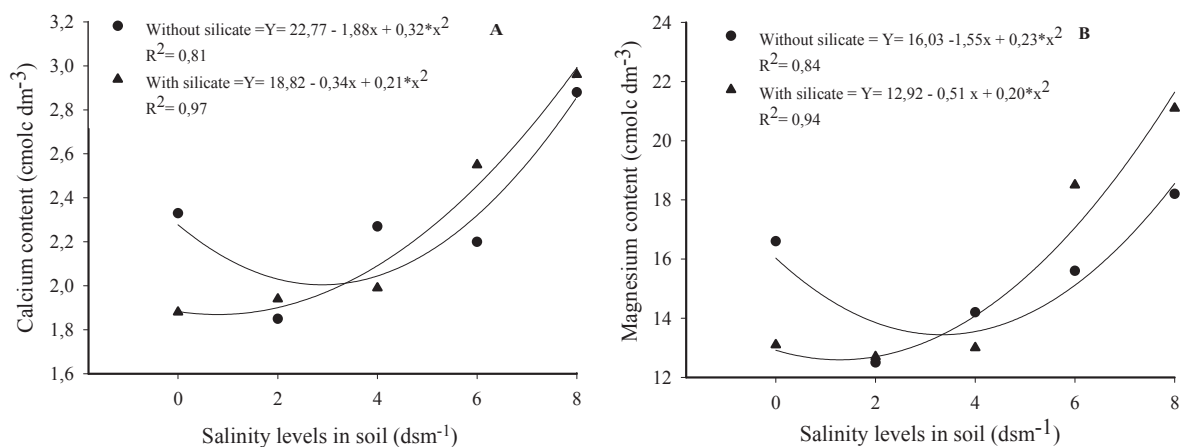 Without silicate =Y= 22,77 - 1,88x + 0,32*x² A
R²= 0,81
With silicate =Y= 18,82 - 0,34x + 0,21*x²
R²= 0,97
Calcium content (cmolc dm⁻³)
3,2
3,0
2,6
2,4
2,2
2,0
1,8
1,6
0 2 4 6 8
Salinity levels in soil (dsm⁻¹)
Without silicate = Y= 16,03 -1,55x + 0,23*x² B
R²= 0,84
With silicate = Y= 12,92 - 0,51 x + 0,20*x²
R²= 0,94
Magnesium content (cmolc dm⁻³)
24
22
20
18
16
14
12
0 2 4 6 8
Salinity levels in soil (dsm⁻¹)